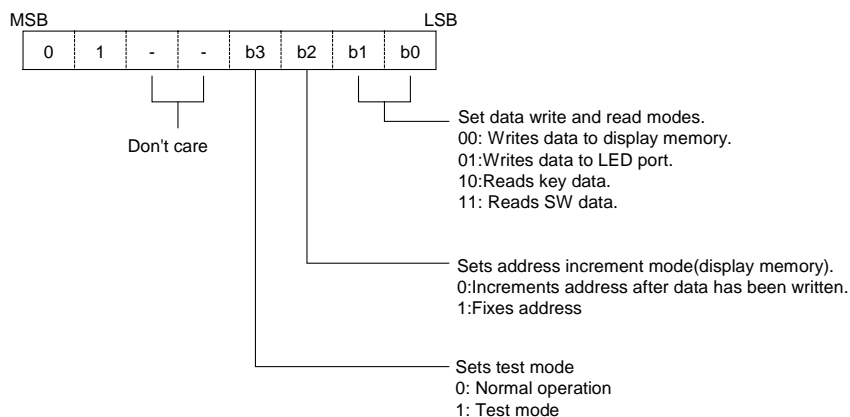 MSB LSB
0 1 - - b3 b2 b1 b0
Don't care
Set data write and read modes.
00: Writes data to display memory.
01:Writes data to LED port.
10:Reads key data.
11: Reads SW data.
Sets address increment mode(display memory).
0:Increments address after data has been written.
1:Fixes address
Sets test mode
0: Normal operation
1: Test mode